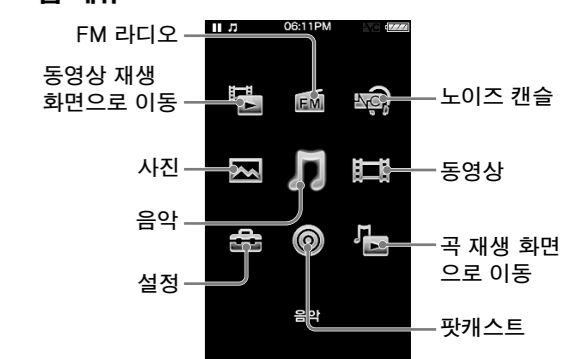 FM 라디오
06:11PM
NC
동영상 재생
화면으로 이동
FM
NC
노이즈 캔슬
사진
동영상
음악
설정
곡 재생 화면
으로 이동
음악
팟캐스트